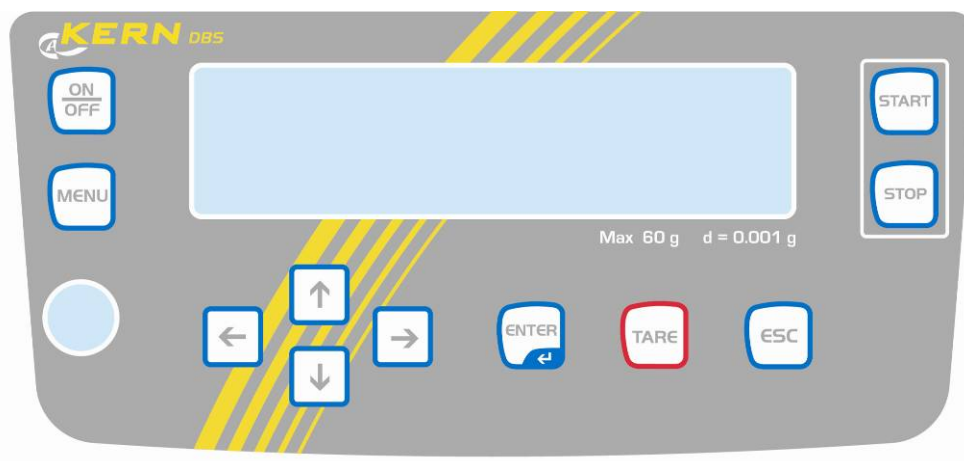 KERN DBS
ON
OFF
START
MENU
STOP
Max 60 g d = 0.001 g
ENTER
TARE
ESC